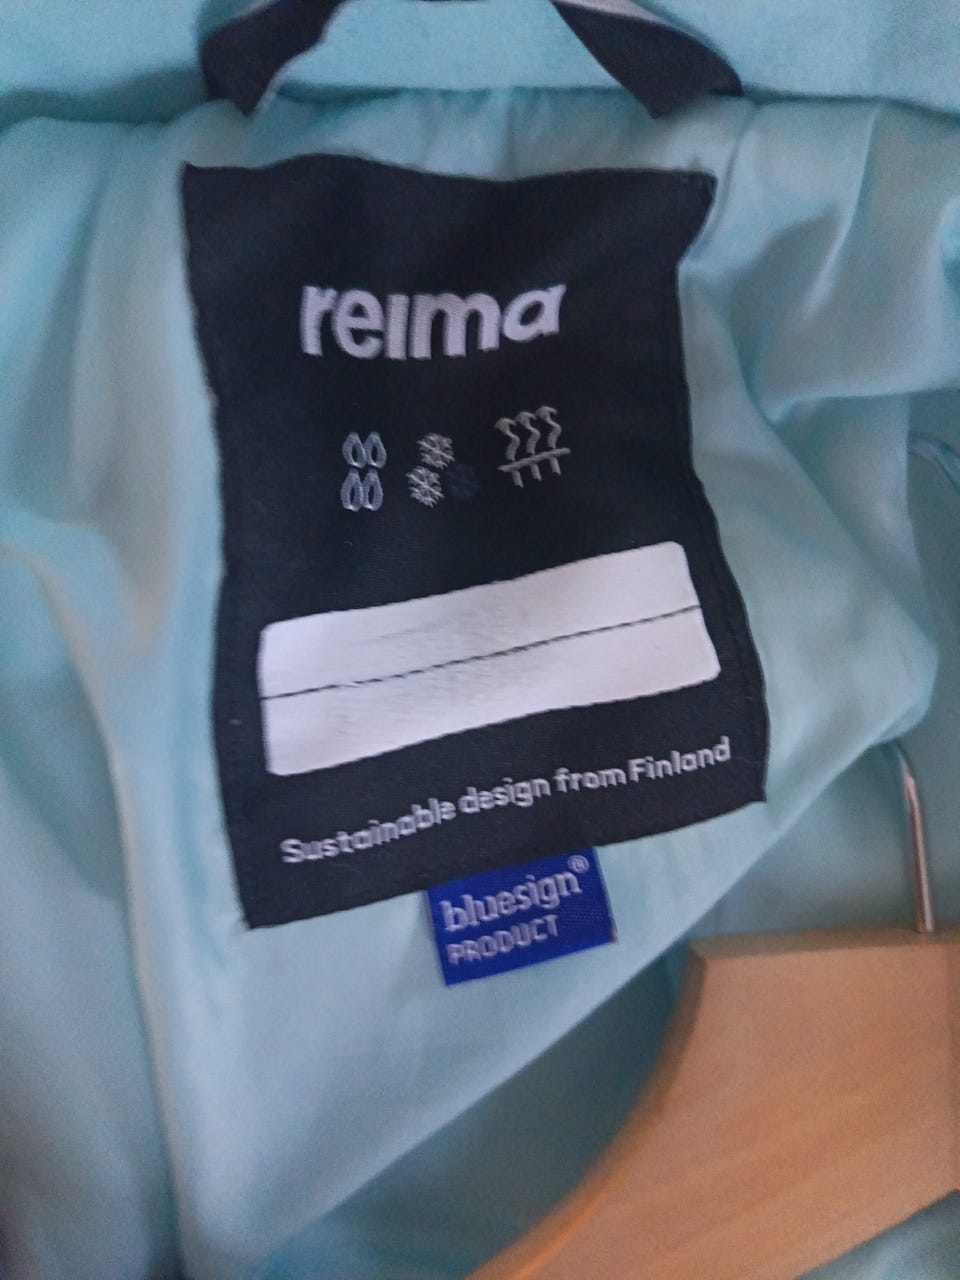 reima
Sustainable design from Finland
bluesign®
PRODUCT